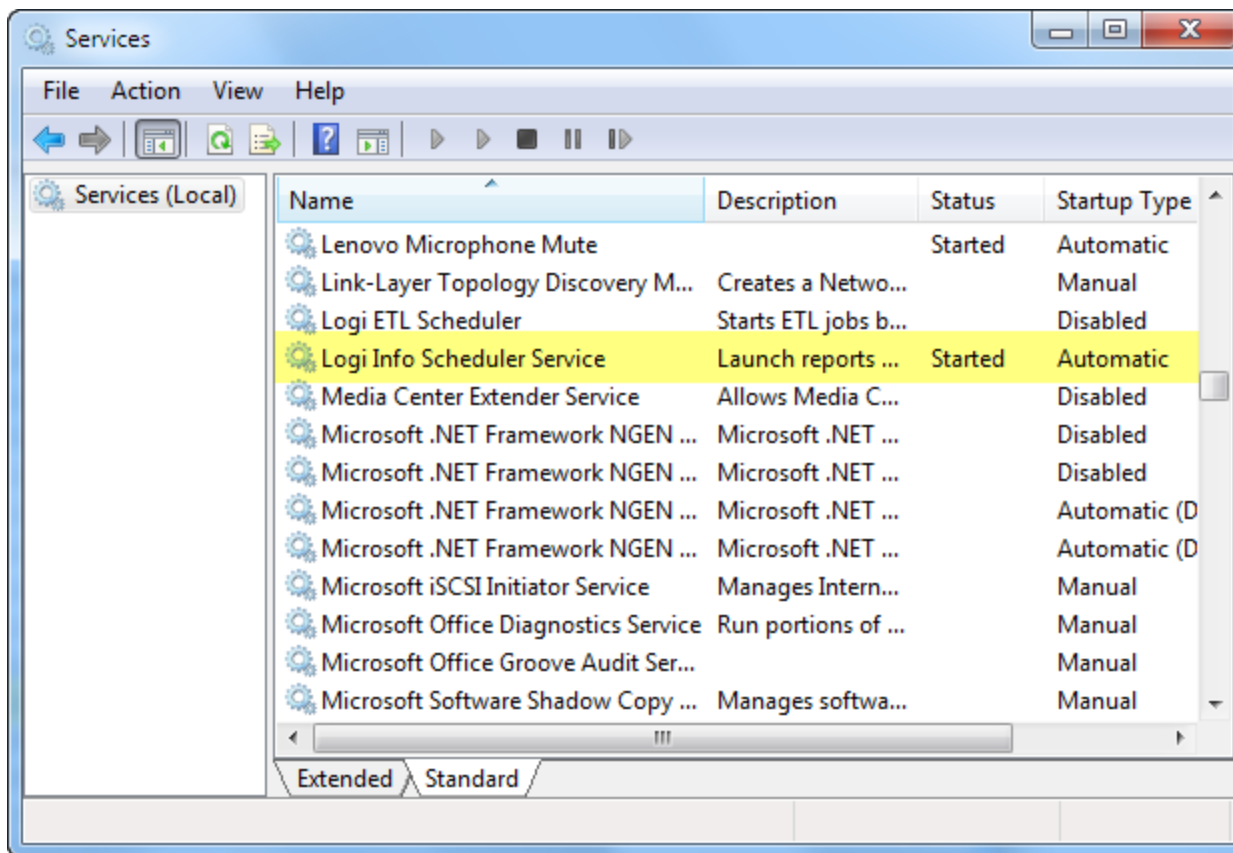 Services
File Action View Help
Services (Local)
Name Description Status Startup Type
Lenovo Microphone Mute Started Automatic
Link-Layer Topology Discovery M... Creates a Netwo... Manual
Logi ETL Scheduler Starts ETL jobs b... Disabled
Logi Info Scheduler Service Launch reports ... Started Automatic
Media Center Extender Service Allows Media C... Disabled
Microsoft .NET Framework NGEN ... Microsoft .NET ... Disabled
Microsoft .NET Framework NGEN ... Microsoft .NET ... Disabled
Microsoft .NET Framework NGEN ... Microsoft .NET ... Automatic (D
Microsoft .NET Framework NGEN ... Microsoft .NET ... Automatic (D
Microsoft iSCSI Initiator Service Manages Intern... Manual
Microsoft Office Diagnostics Service Run portions of ... Manual
Microsoft Office Groove Audit Ser... Manual
Microsoft Software Shadow Copy ... Manages softwa... Manual
Extended Standard